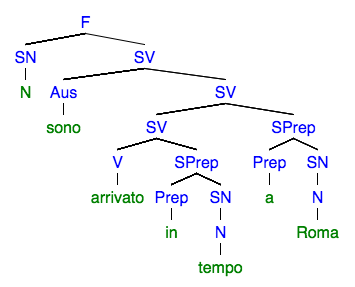 F
SN SV
N Aus SV
sono SV SPrep
V SPrep Prep SN
arrivato Prep SN a N
in N Roma
tempo